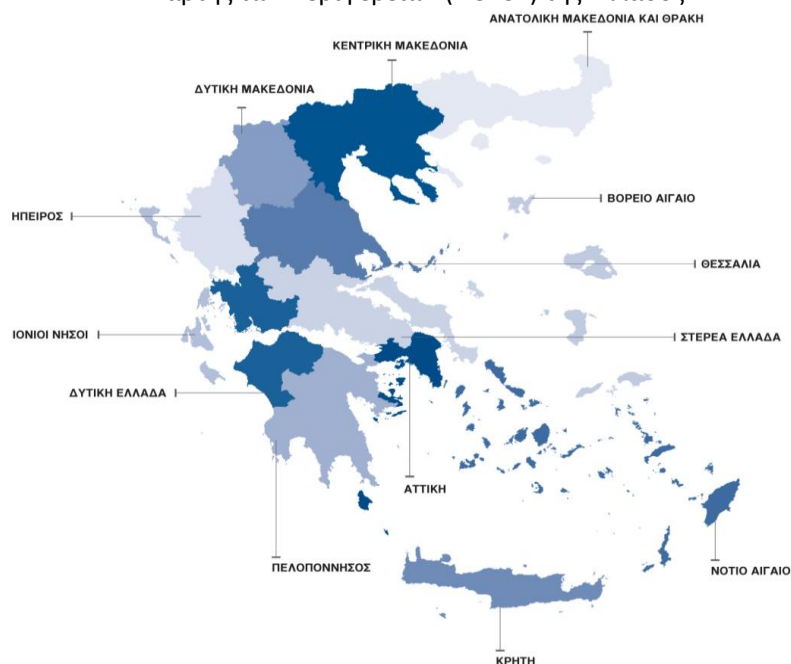 ΑΝΑΤΟΛΙΚΗ ΜΑΚΕΔΟΝΙΑ ΚΑΙ ΘΡΑΚΗ
ΚΕΝΤΡΙΚΗ ΜΑΚΕΔΟΝΙΑ
ΔΥΤΙΚΗ ΜΑΚΕΔΟΝΙΑ
ΒΟΡΕΙΟ ΑΙΓΑΙΟ
ΗΠΕΙΡΟΣ
ΘΕΣΣΑΛΙΑ
ΙΟΝΙΟΙ ΝΗΣΟΙ
ΣΤΕΡΕΑ ΕΛΛΑΔΑ
ΔΥΤΙΚΗ ΕΛΛΑΔΑ
ΑΤΤΙΚΗ
ΠΕΛΟΠΟΝΝΗΣΟΣ
ΝΟΤΙΟ ΑΙΓΑΙΟ
ΚΡΗΤΗ